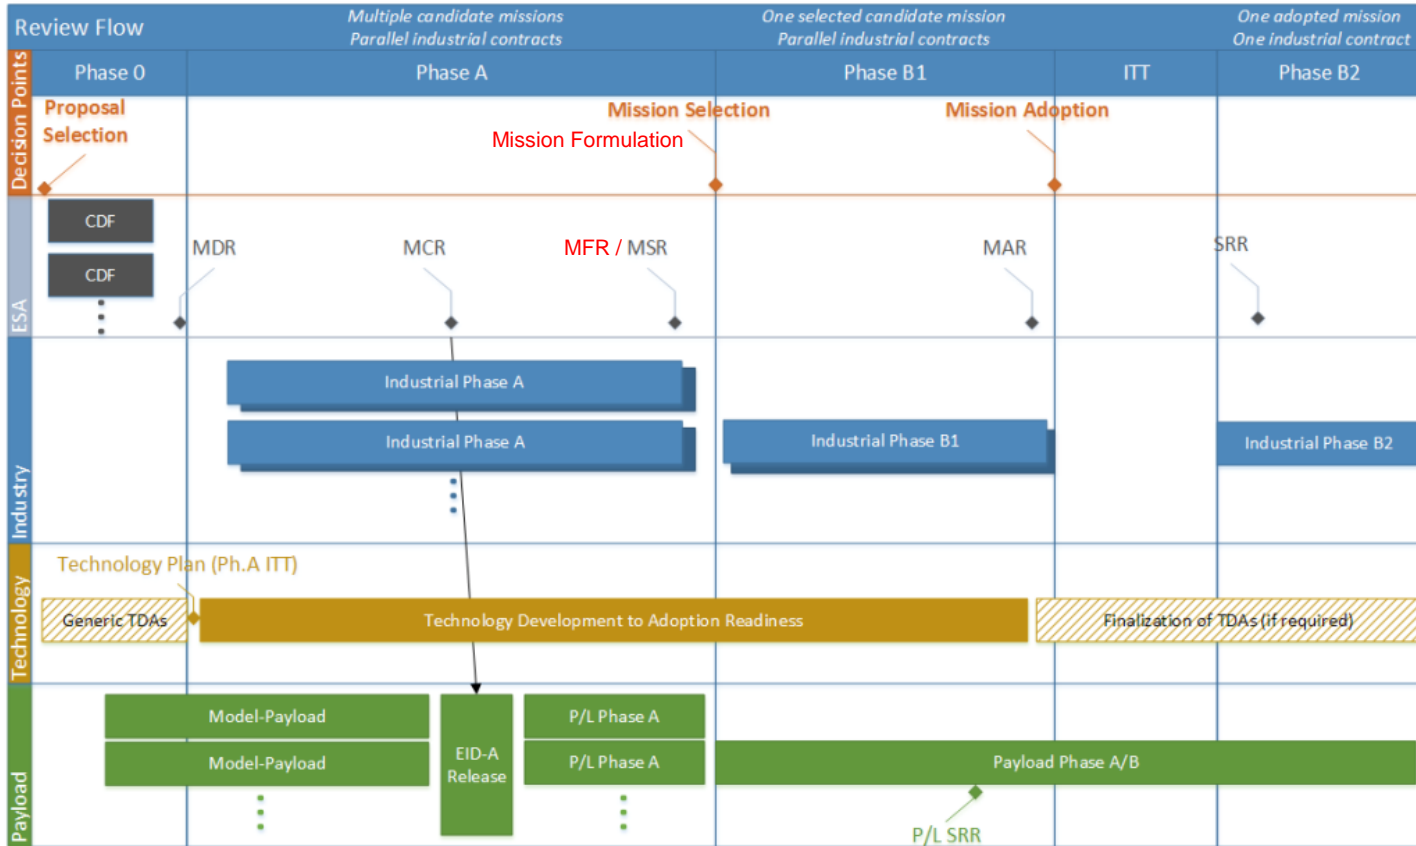 Review Flow
Multiple candidate missions
Parallel industrial contracts
One selected candidate mission
Parallel industrial contracts
One adopted mission
One industrial contract
Decision Points
Phase 0
Phase A
Phase B1
ITT
Phase B2
Proposal
Selection
Mission Selection
Mission Formulation
Mission Adoption
ESA
CDF
CDF
MDR
MCR
MFR / MSR
MAR
SRR
Industry
Industrial Phase A
Industrial Phase A
Industrial Phase B1
Industrial Phase B2
Technology
Technology Plan (Ph.A ITT)
Generic TDAs
Technology Development to Adoption Readiness
Finalization of TDAs (if required)
Payload
Model-Payload
Model-Payload
EID-A
Release
P/L Phase A
P/L Phase A
Payload Phase A/B
P/L SRR